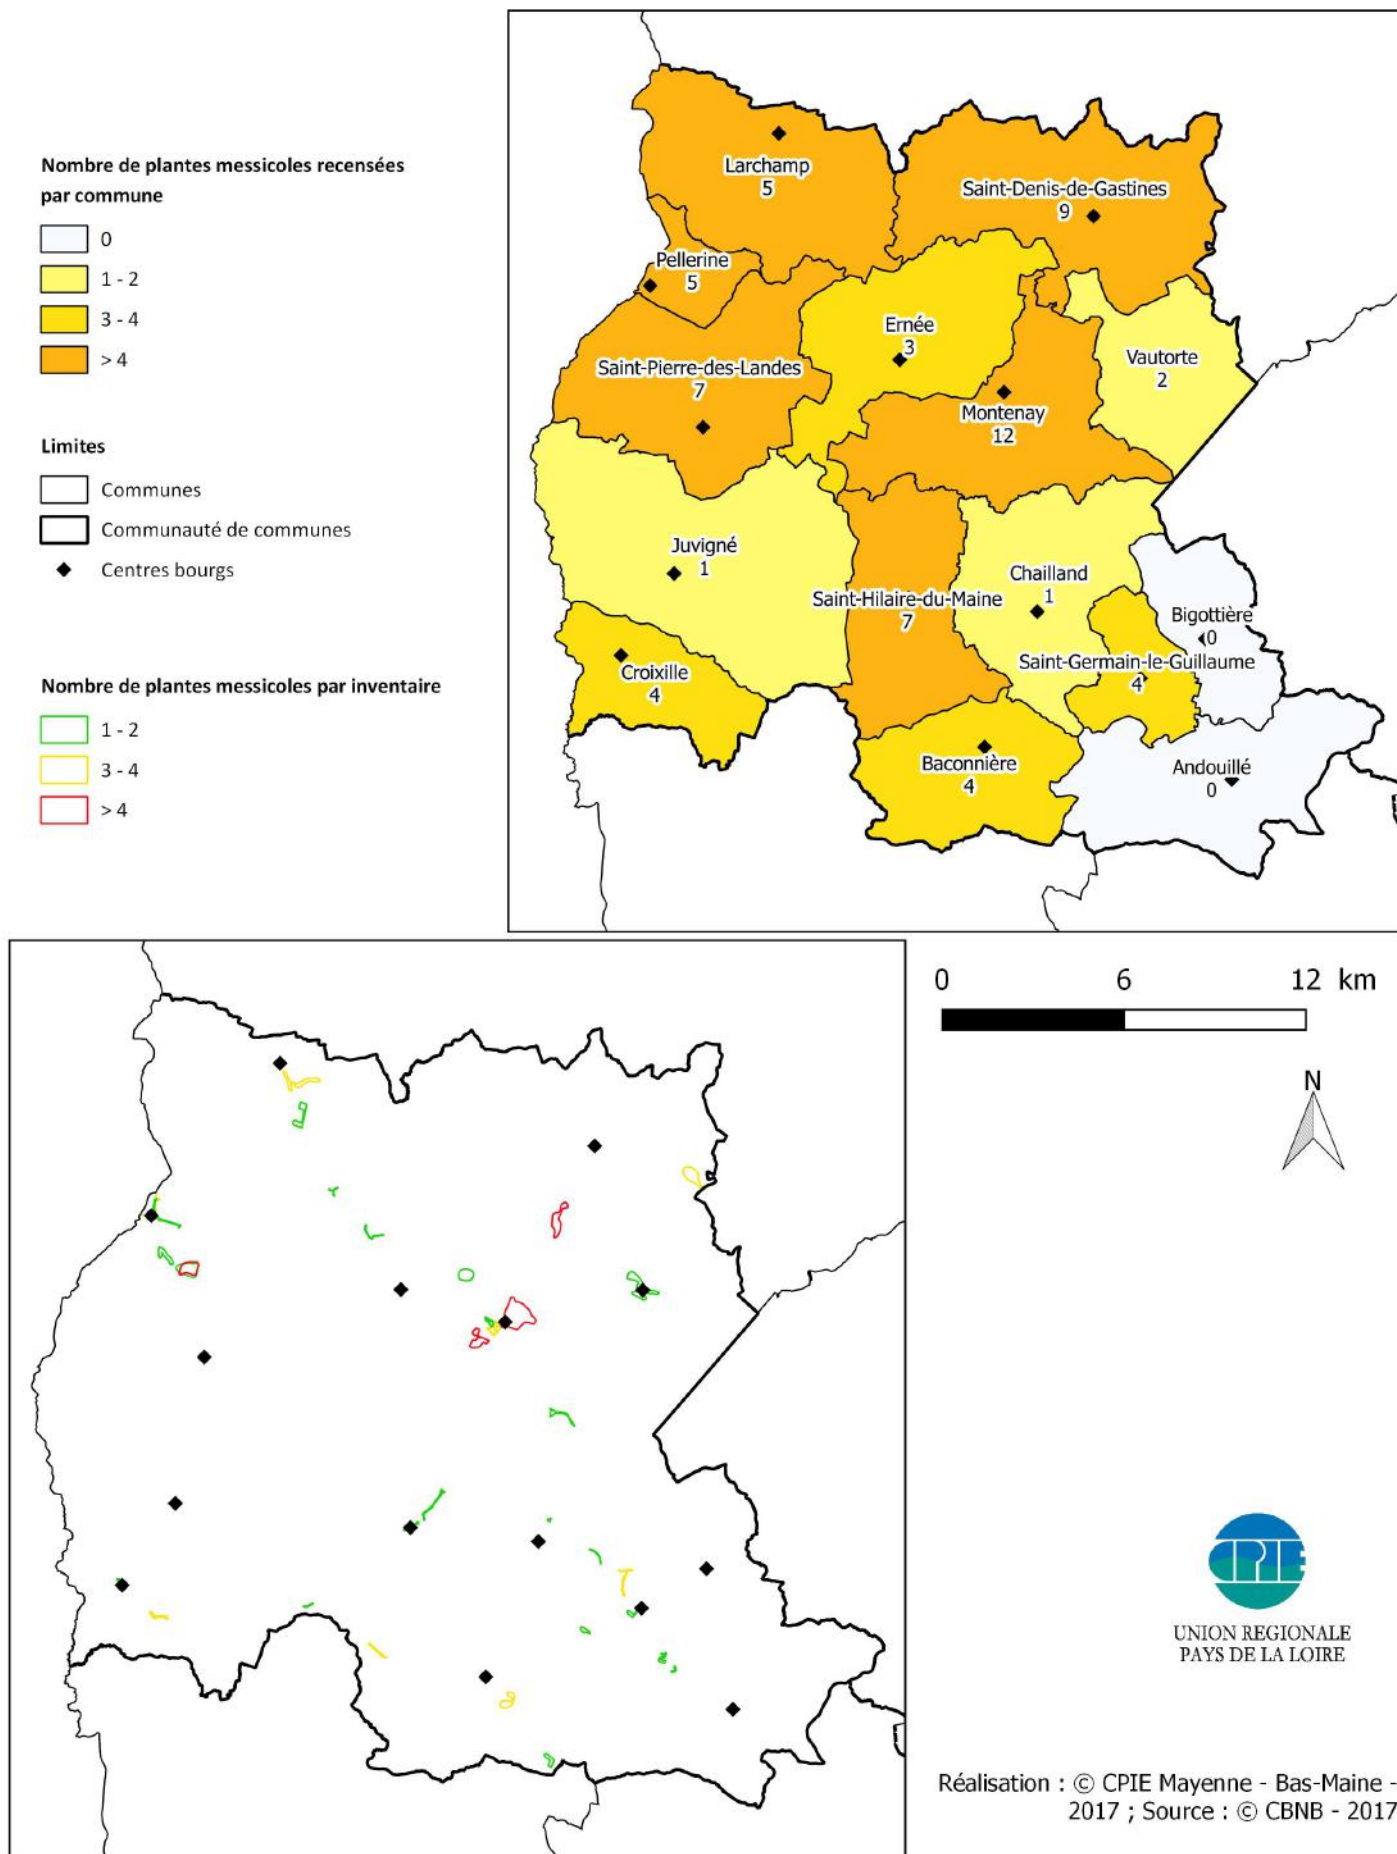 Nombre de plantes messicoles recensées
par commune
0
1 - 2
3 - 4
> 4
Limites
Communes
Communauté de communes
Centres bourgs
Nombre de plantes messicoles par inventaire
1 - 2
3 - 4
> 4
Larchamp
5
Saint-Denis-de-Gastines
9
Pellerine
5
Ernée
3
Vautorte
2
Saint-Pierre-des-Landes
7
Montenay
12
Juvigné
1
Chailland
1
Saint-Hilaire-du-Maine
7
Bigottière
0
Croixille
4
Saint-Germain-le-Guillaume
4
Baconnière
4
Andouillé
0
0 6 12 km
N
CPIE
UNION REGIONALE
PAYS DE LA LOIRE
Réalisation : © CPIE Mayenne - Bas-Maine -
2017 ; Source : © CBNB - 2017